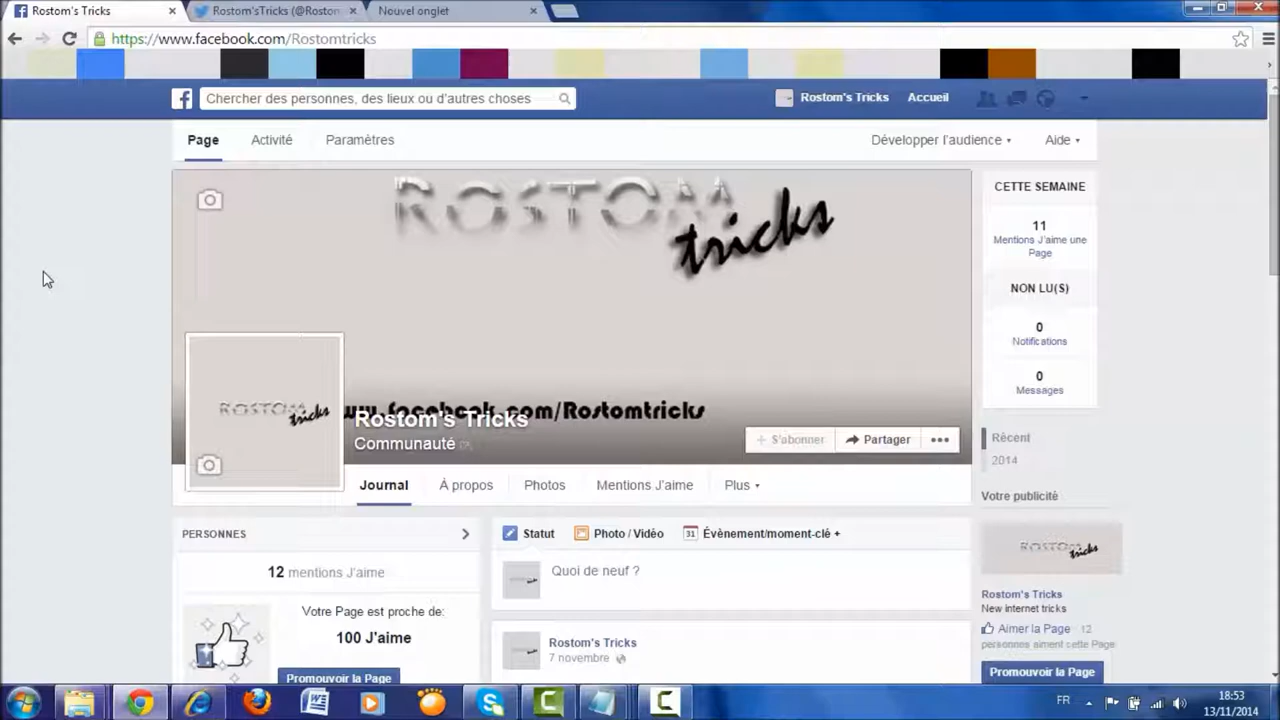 Rostom's Tricks
Rostom'sTricks (@Rostom
Nouvel onglet
https://www.facebook.com/Rostomtricks
Chercher des personnes, des lieux ou d'autres choses
Rostom's Tricks
Accueil
Page
Activité
Paramètres
Développer l'audience
Aide
ROSTOM
tricks
CETTE SEMAINE
11
Mentions J'aime une
Page
NON LU(S)
0
Notifications
0
Messages
ROSTOM tricks
www.facebook.com/Rostomtricks
Rostom's Tricks
Communauté
S'abonner
Partager
Récent
2014
Journal
À propos
Photos
Mentions J'aime
Plus
Votre publicité
PERSONNES
Statut
Photo / Vidéo
31
Évènement/moment-clé +
12 mentions J'aime
Quoi de neuf ?
ROSTOM tricks
Votre Page est proche de:
100 J'aime
Promouvoir la Page
Rostom's Tricks
7 novembre
Rostom's Tricks
New internet tricks
Aimer la Page 12
personnes aiment cette Page
Promouvoir la Page
FR
18:53
13/11/2014